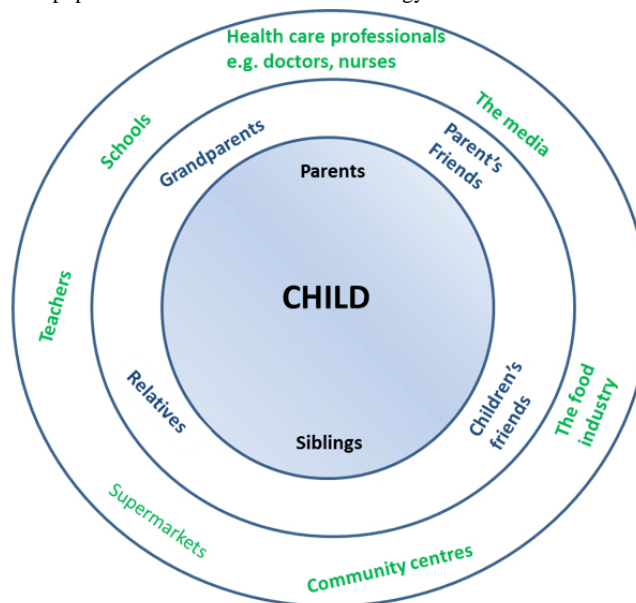 Health care professionals
e.g. doctors, nurses
The media
Schools
Grandparents
Parent's
Friends
Parents
Teachers
CHILD
Relatives
Children's
friends
The food
industry
Siblings
Supermarkets
Community centres